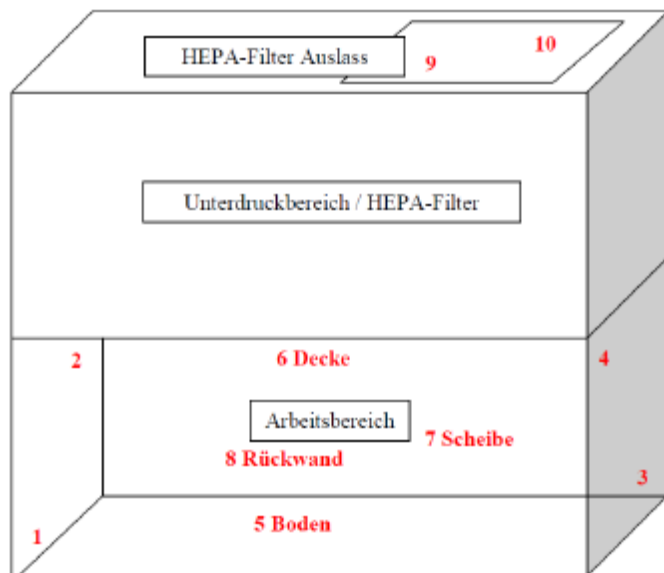 10
HEPA-Filter Auslass
9
Unterdruckbereich / HEPA-Filter
2
6 Decke
4
Arbeitsbereich
7 Scheibe
8 Rückwand
3
5 Boden
1